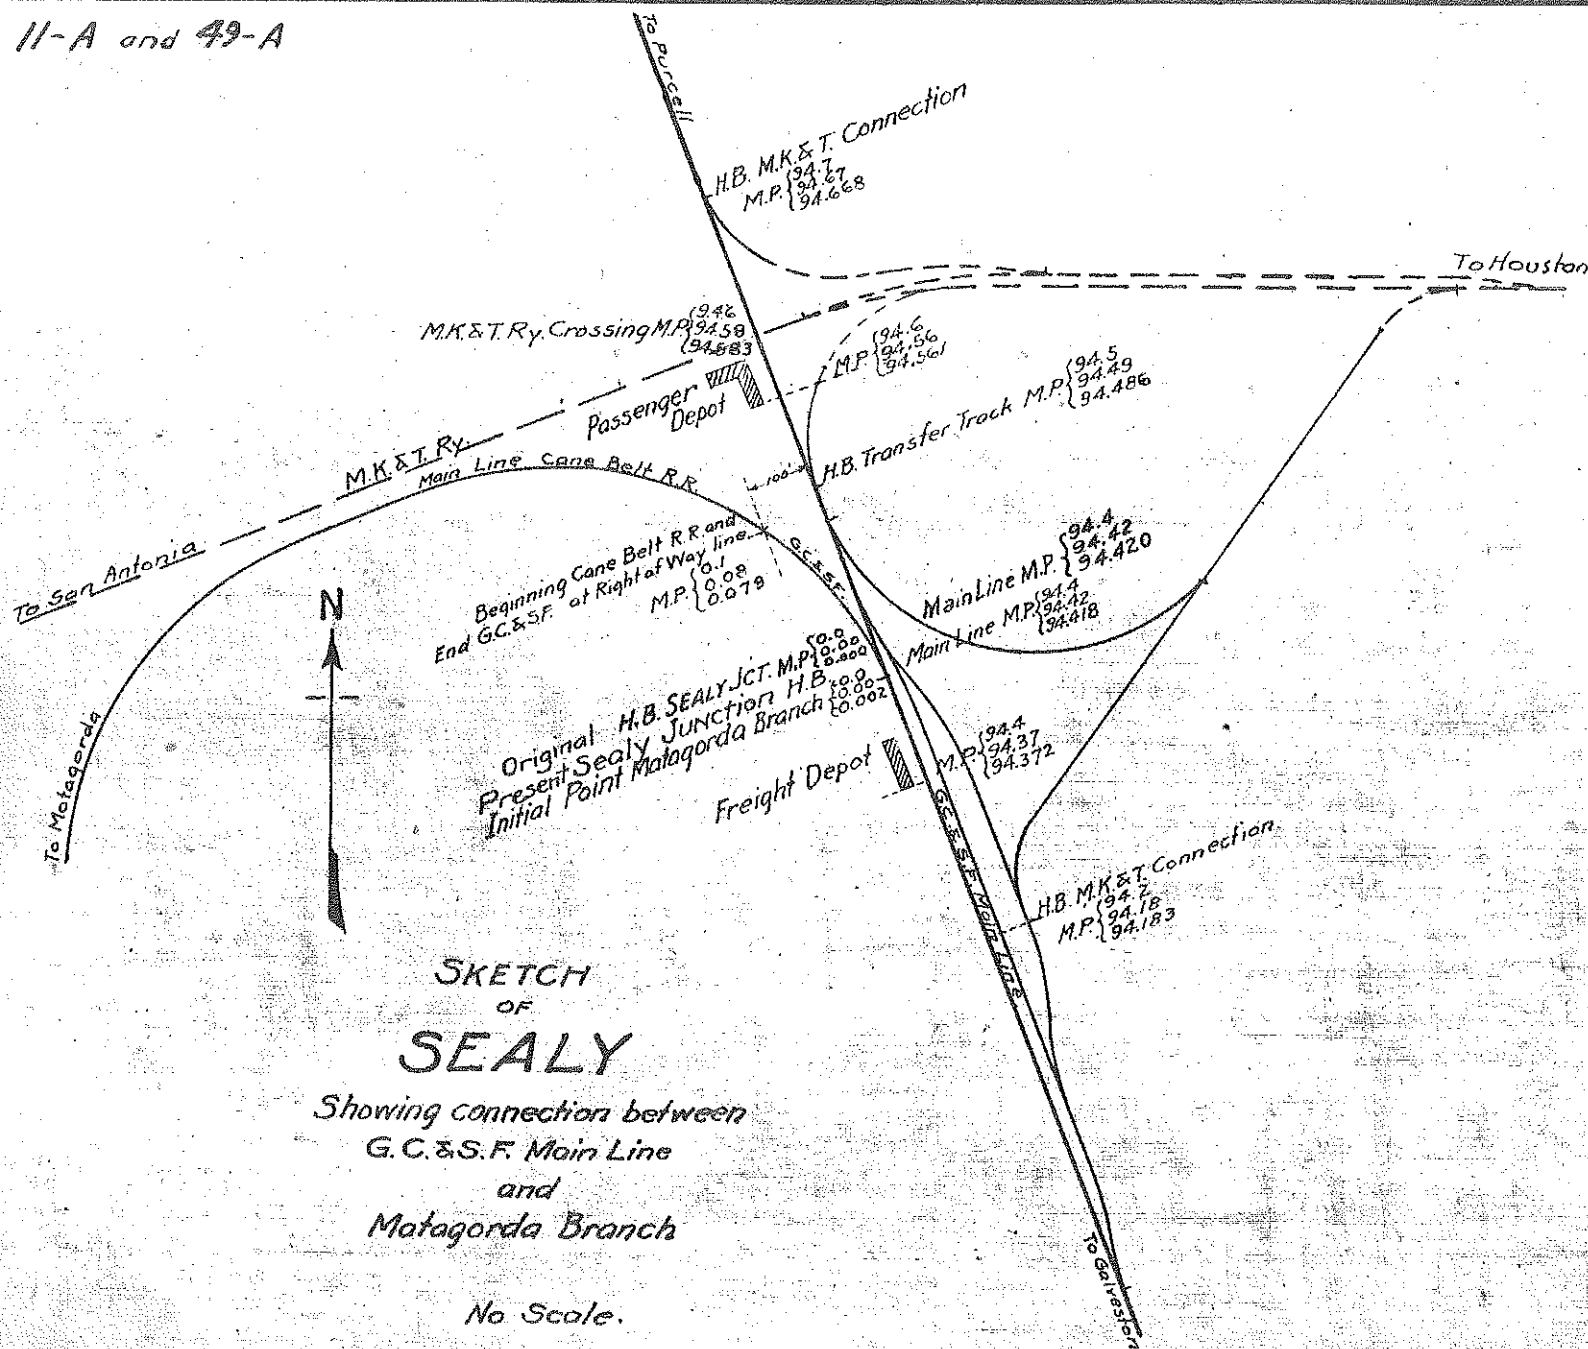 11-A and 49-A
To Purcell
H.B. M.K.& T. Connection
M.P. {94.7
{94.67
{94.668
To Houston
M.K.& T. Ry. Crossing M.P. {94.6
{94.58
{94.583
M.P. {94.6
{94.56
{94.561
Passenger
Depot
H.B. Transfer Track M.P. {94.5
{94.49
{94.486
M.K.& T. Ry.
Main Line Cane Belt R.R.
100'
To San Antonia
Beginning Cane Belt R.R. and
End G.C.& S.F. at Right of Way line
M.P. {0.1
{0.08
{0.079
G.C.& S.F.
Main Line M.P. {94.4
{94.42
{94.420
Main Line M.P. {94.4
{94.42
{94.418
N
Original H.B. SEALY JCT. M.P. {0.0
{0.00
{0.000
Present Sealy Junction H.B. {0.0
Initial Point Matagorda Branch {0.00
{0.002
To Matagorda
Freight Depot
M.P. {94.4
{94.37
{94.372
G.C.& S.F. Main Line
H.B. M.K.& T. Connection
M.P. {94.2
{94.18
{94.183
SKETCH
OF
SEALY
Showing connection between
G.C.& S.F. Main Line
and
Matagorda Branch
No Scale.
To Galveston